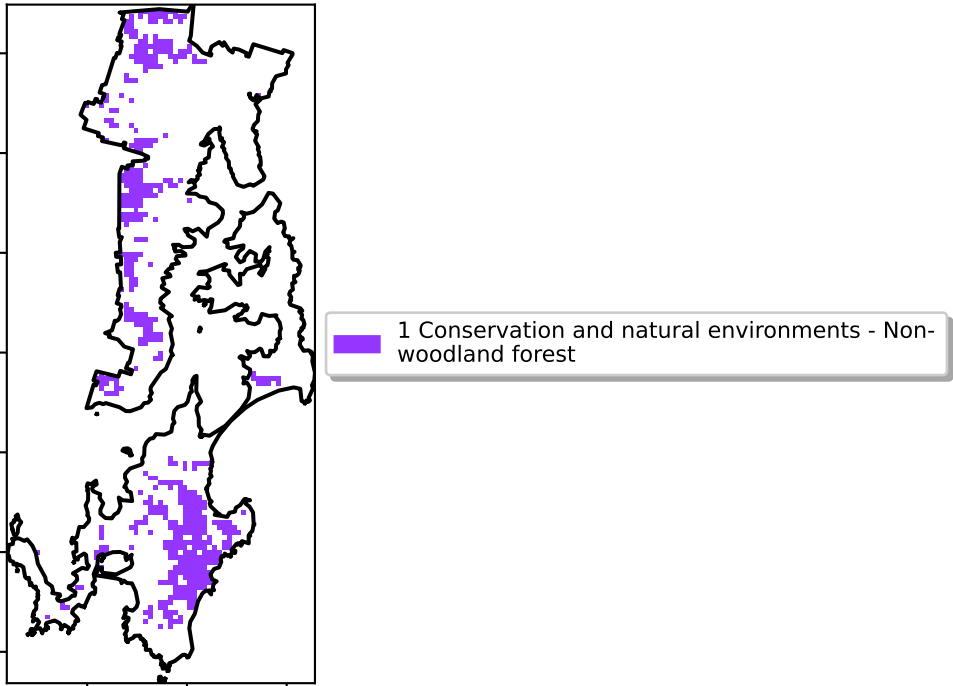 1 Conservation and natural environments - Non-
woodland forest